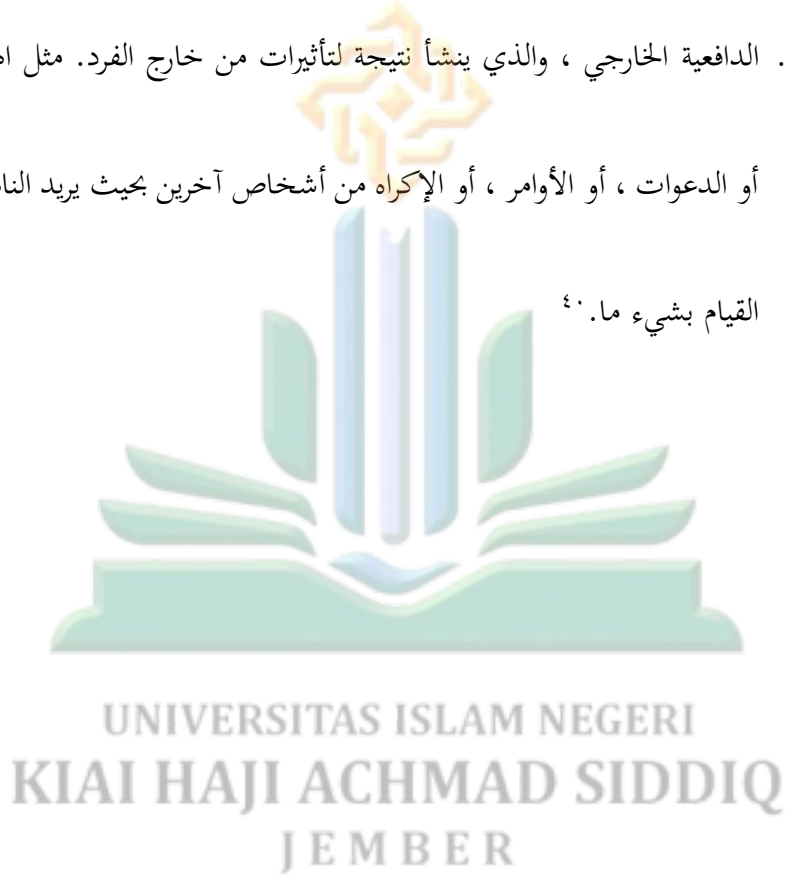 . الدافعية الخارجي ، والذي ينشأ نتيجة لتأثيرات من خارج الفرد. مثل
أو الدعوات ، أو الأوامر ، أو الإكراه من أشخاص آخرين بحيث يريد
القيام بشيء ما.٤٠
UNIVERSITAS ISLAM NEGERI
KIAI HAJI ACHMAD SIDDIQ
JEMBER